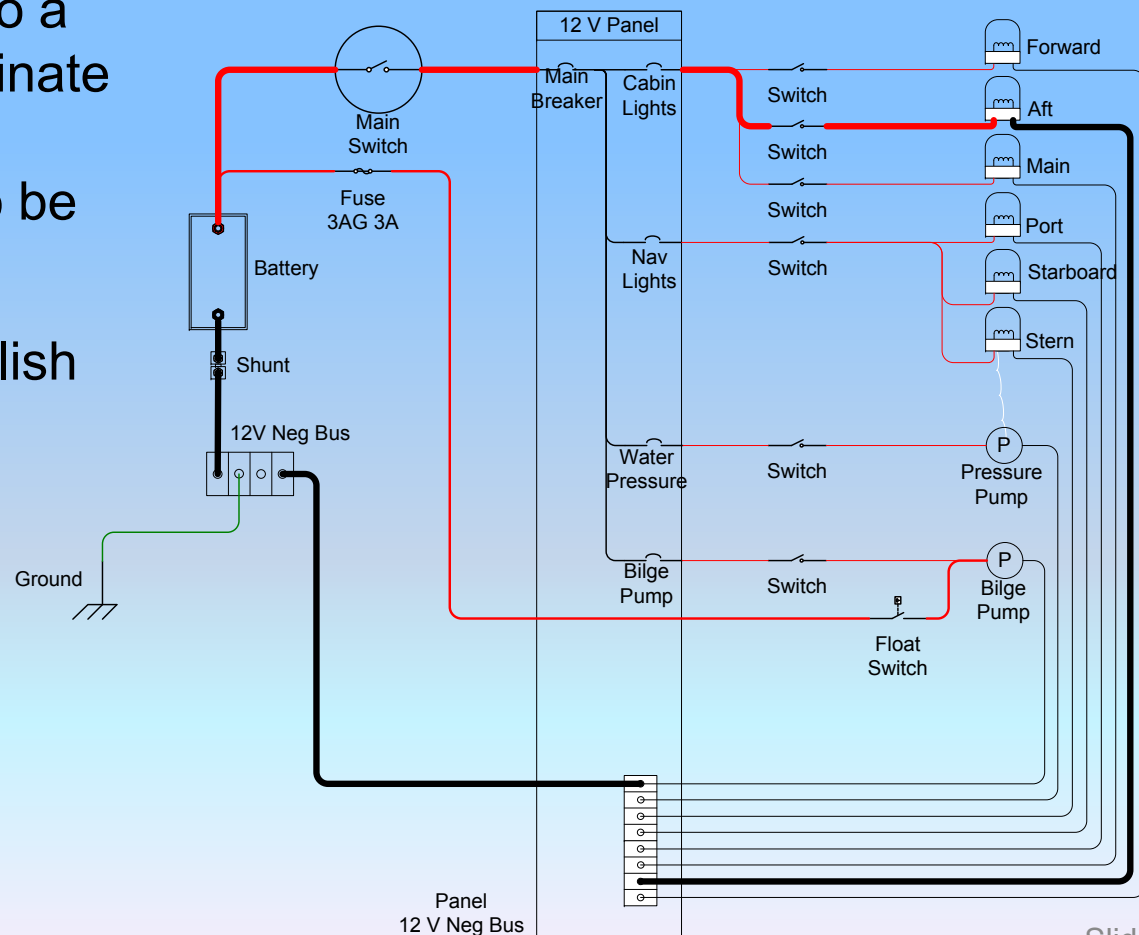 o a
inate
o be
lish
12 V Panel
Main
Switch
Main
Breaker
Cabin
Lights
Switch
Forward
Switch
Aft
Main
Fuse
3AG 3A
Battery
Nav
Lights
Switch
Port
Starboard
Stern
Shunt
12V Neg Bus
Water
Pressure
Switch
P
Pressure
Pump
Ground
Bilge
Pump
Switch
P
Bilge
Pump
Float
Switch
Panel
12 V Neg Bus
Slid